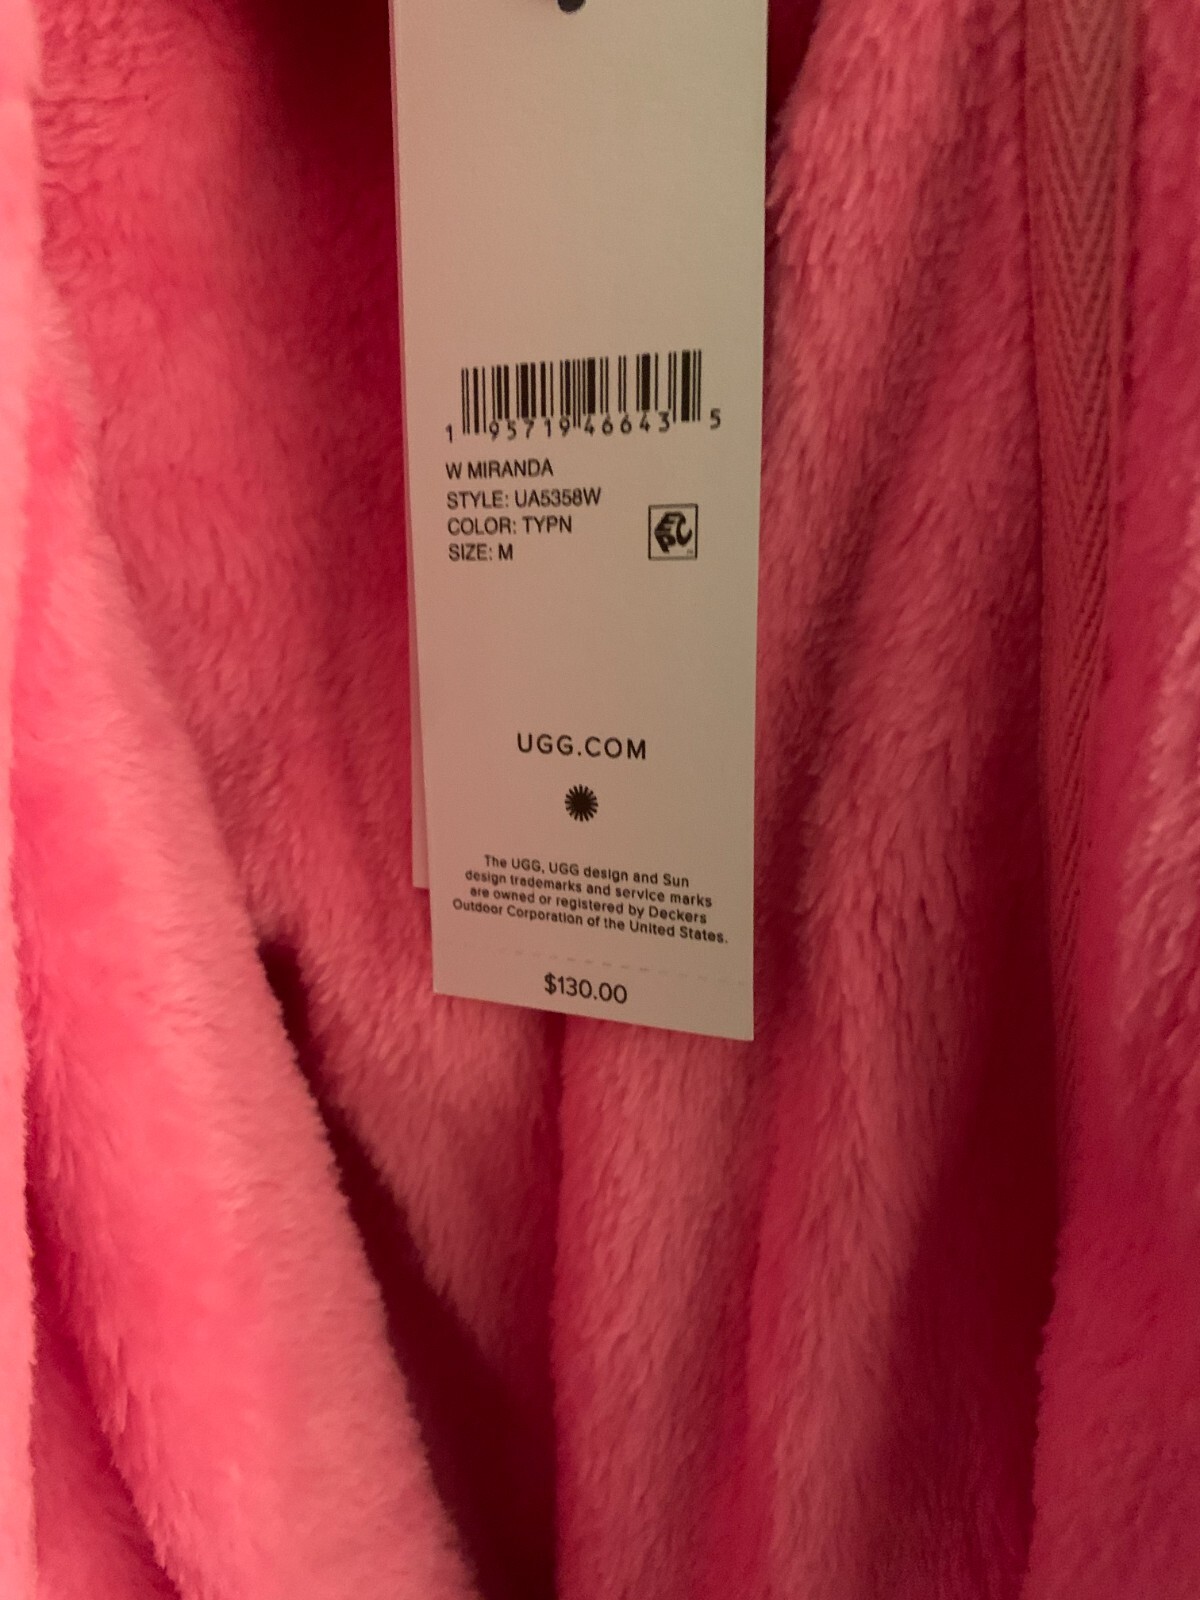 1 95719 46643 5
W MIRANDA
STYLE: UA5358W
COLOR: TYPN
SIZE: M
EPC
UGG.COM
The UGG, UGG design and Sun
design trademarks and service marks
are owned or registered by Deckers
Outdoor Corporation of the United States.
$130.00